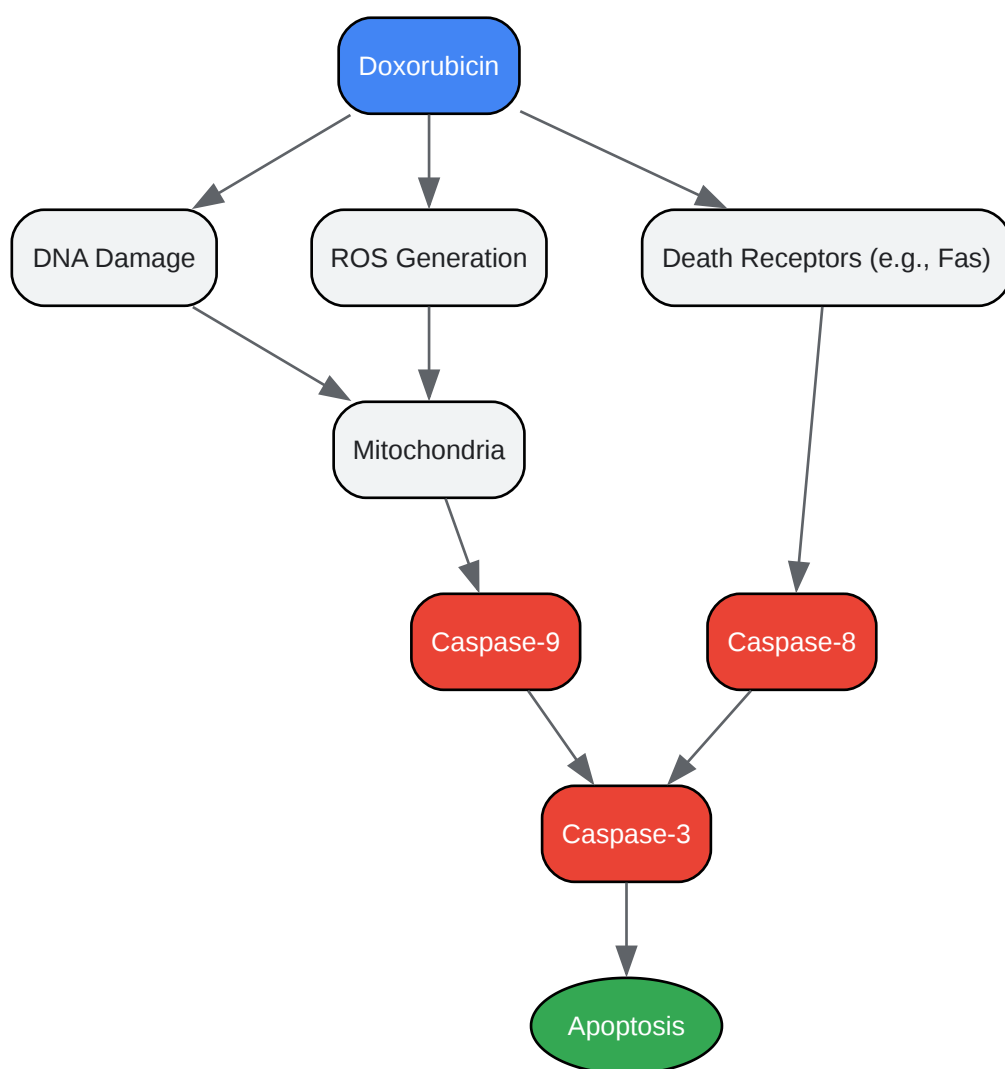 Doxorubicin
DNA Damage
ROS Generation
Death Receptors (e.g., Fas)
Mitochondria
Caspase-9
Caspase-8
Caspase-3
Apoptosis